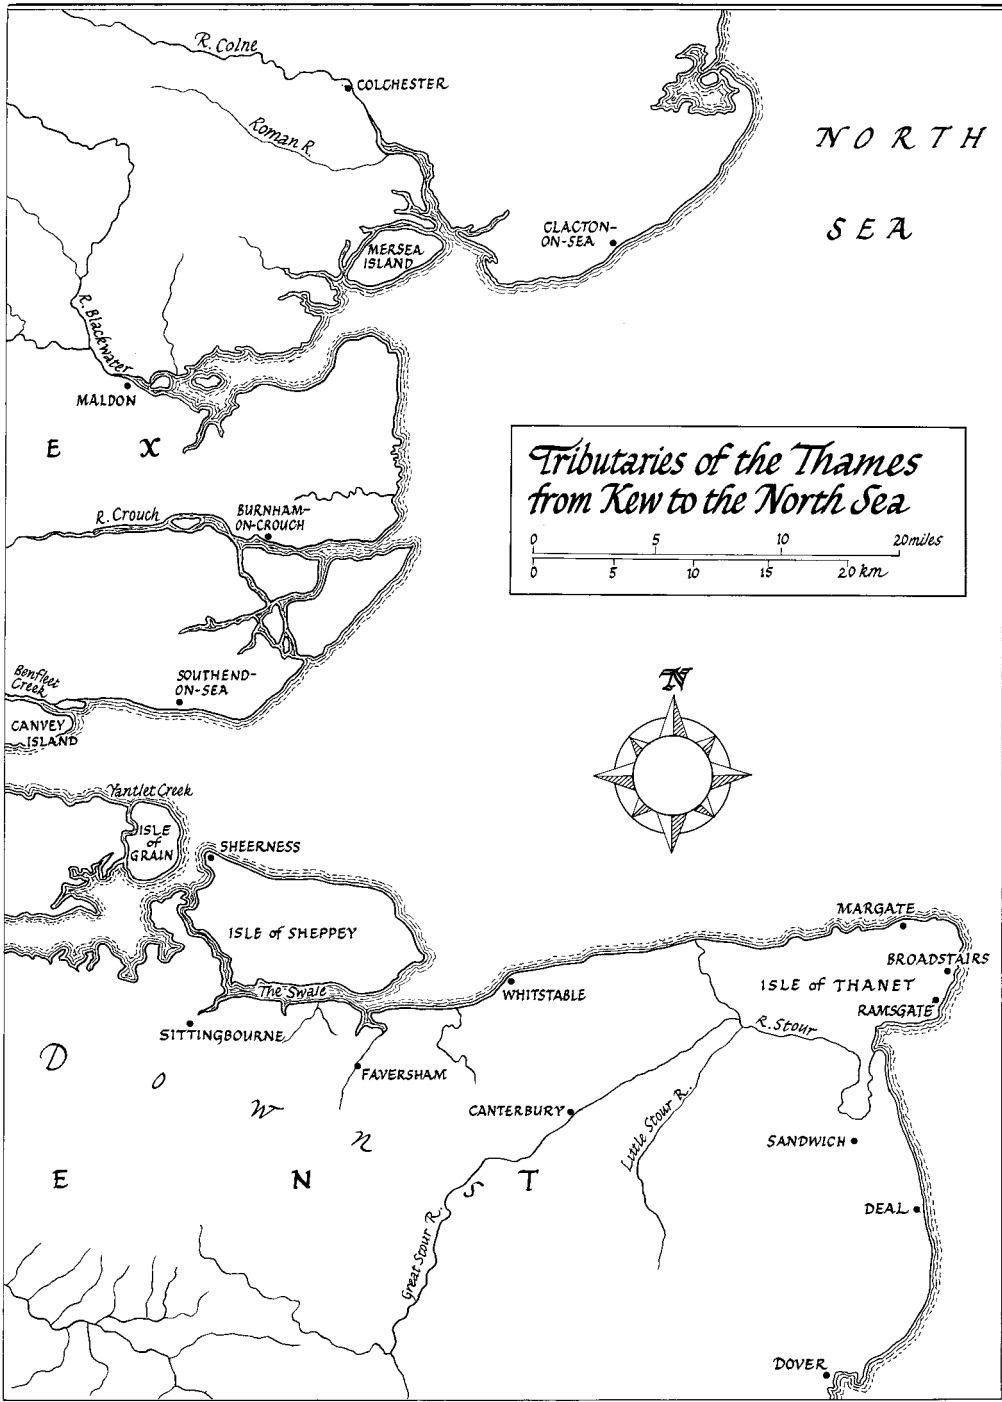 R. Colne
COLCHESTER
Roman R.
NORTH
SEA
CLACTON-
ON-SEA
MERSEA
ISLAND
R. Blackwater
MALDON
E X
Tributaries of the Thames
from Kew to the North Sea
0 5 10 20 miles
0 5 10 15 20 km
R. Crouch
BURNHAM-
ON-CROUCH
N
Benfleet
Creek
SOUTHEND-
ON-SEA
CANVEY
ISLAND
Yantlet Creek
ISLE
of
GRAIN
SHEERNESS
ISLE of SHEPPEY
MARGATE
BROADSTAIRS
ISLE of THANET
RAMSGATE
The Swale
WHITSTABLE
SITTINGBOURNE
R. Stour
FAVERSHAM
D o w n s
CANTERBURY
Little Stour R.
SANDWICH
E N T
DEAL
Great Stour R.
DOVER